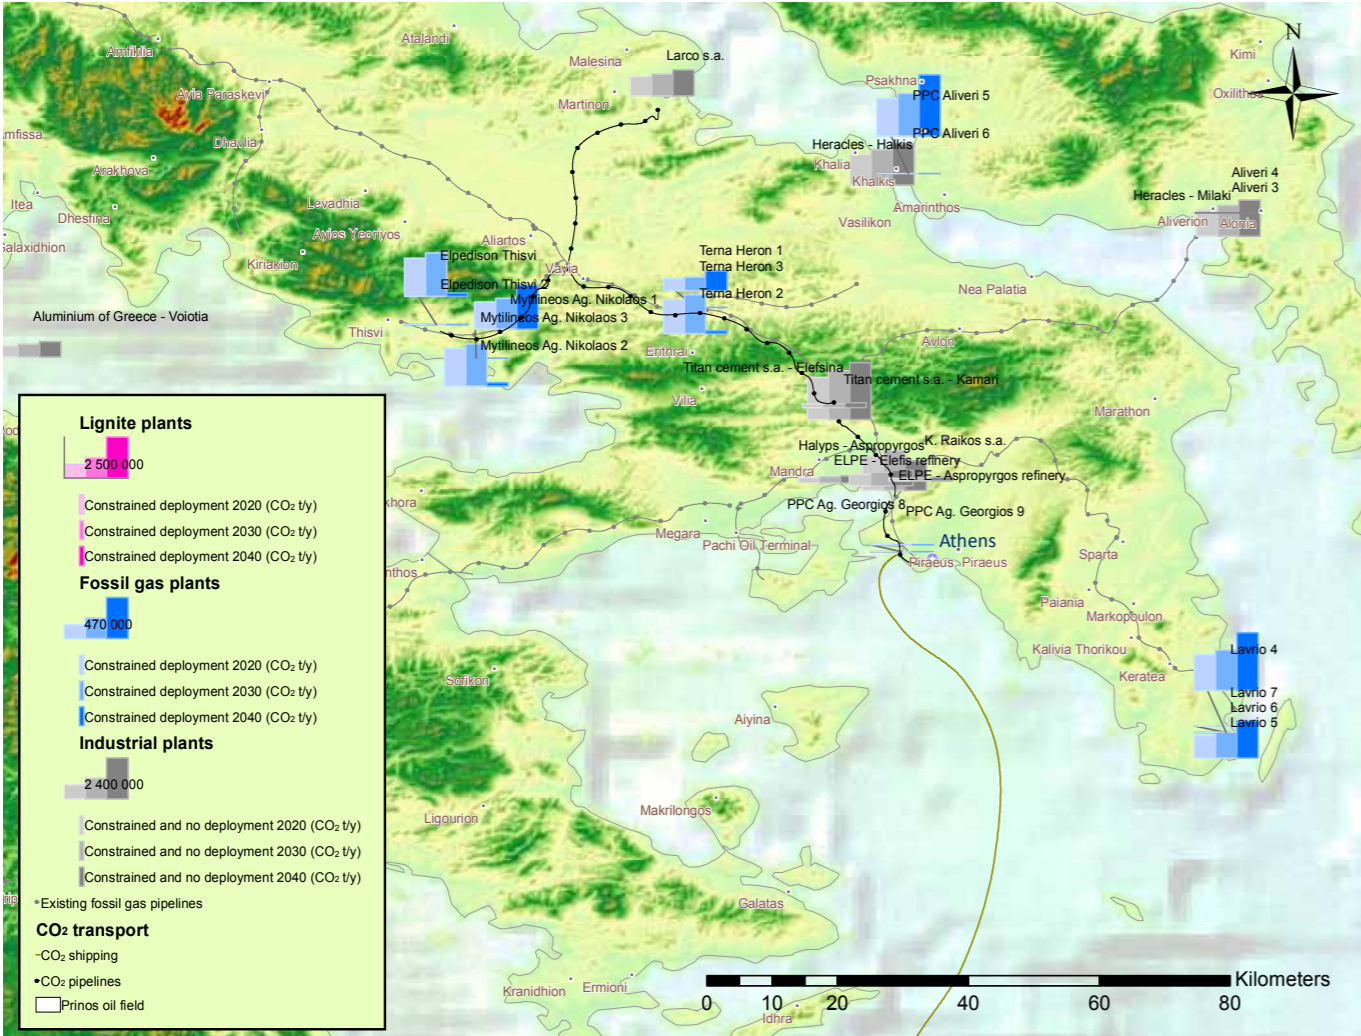 Amfiklia
Atalandi
Malesina
Larco s.a.
N
Kimi
Ayia Paraskevi
Martinon
Psakhna
PPC Aliveri 5
Oxilithos
Dhavlia
PPC Aliveri 6
Heracles - Halkis
Arakhova
Khalia
Khalkis
Aliveri 4
Aliveri 3
Itea
Dhesfina
Levadhia
Heracles - Milaki
Amarinthos
Vasilikon
Aliverion
Alonia
Ayios Yeoriyos
Kiriakion
Aliartos
Elpedison Thisvi
Vayia
Terna Heron 1
Terna Heron 3
Terna Heron 2
Elpedison Thisvi 2
Nea Palatia
Mytilineos Ag. Nikolaos 1
Mytilineos Ag. Nikolaos 3
Mytilineos Ag. Nikolaos 2
Aluminium of Greece - Voiotia
Thisvi
Erithrai
Avlon
Titan cement s.a. - Elefsina
Titan cement s.a. - Kamari
Vilia
Marathon
Halyps - Aspropyrgos
K. Raikos s.a.
ELPE - Elefis refinery
Mandra
ELPE - Aspropyrgos refinery
PPC Ag. Georgios 8
PPC Ag. Georgios 9
Megara
Pachi Oil Terminal
Athens
Piraeus
Piraeus
Sparta
Paiania
Markopoulon
Kalivia Thorikou
Keratea
Lavrio 4
Lavrio 7
Lavrio 6
Lavrio 5
Sofikon
Aiyina
Makrilongos
Ligourion
Galatas
Kranidhion
Ermioni
Idhra
Lignite plants
2 500 000
Constrained deployment 2020 (CO₂ t/y)
Constrained deployment 2030 (CO₂ t/y)
Constrained deployment 2040 (CO₂ t/y)
Fossil gas plants
470 000
Constrained deployment 2020 (CO₂ t/y)
Constrained deployment 2030 (CO₂ t/y)
Constrained deployment 2040 (CO₂ t/y)
Industrial plants
2 400 000
Constrained and no deployment 2020 (CO₂ t/y)
Constrained and no deployment 2030 (CO₂ t/y)
Constrained and no deployment 2040 (CO₂ t/y)
Existing fossil gas pipelines
CO₂ transport
CO₂ shipping
CO₂ pipelines
Prinos oil field
Kilometers
0 10 20 40 60 80